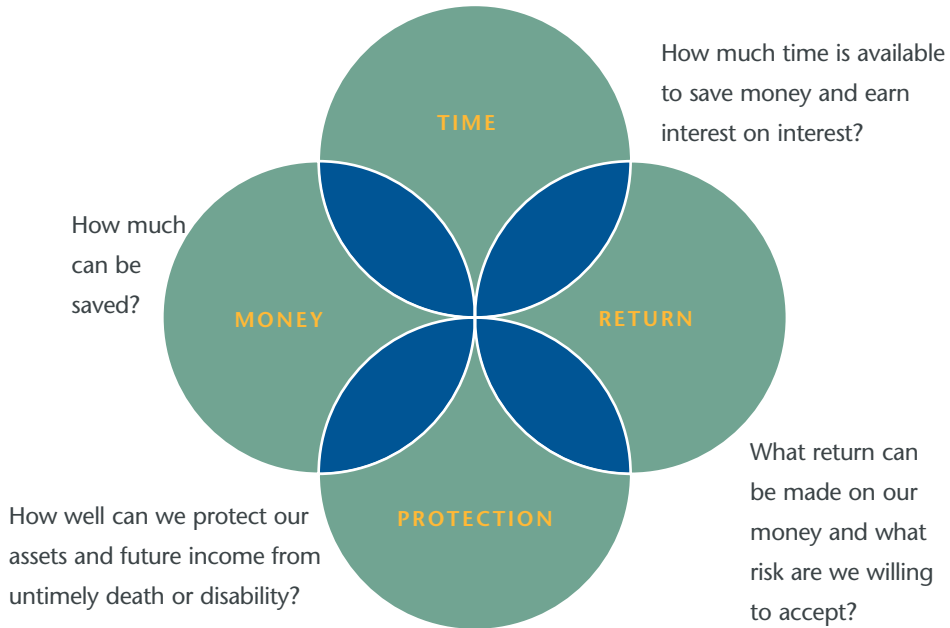 TIME
How much time is available
to save money and earn
interest on interest?
How much
can be
saved?
MONEY
RETURN
What return can
be made on our
money and what
risk are we willing
to accept?
PROTECTION
How well can we protect our
assets and future income from
untimely death or disability?